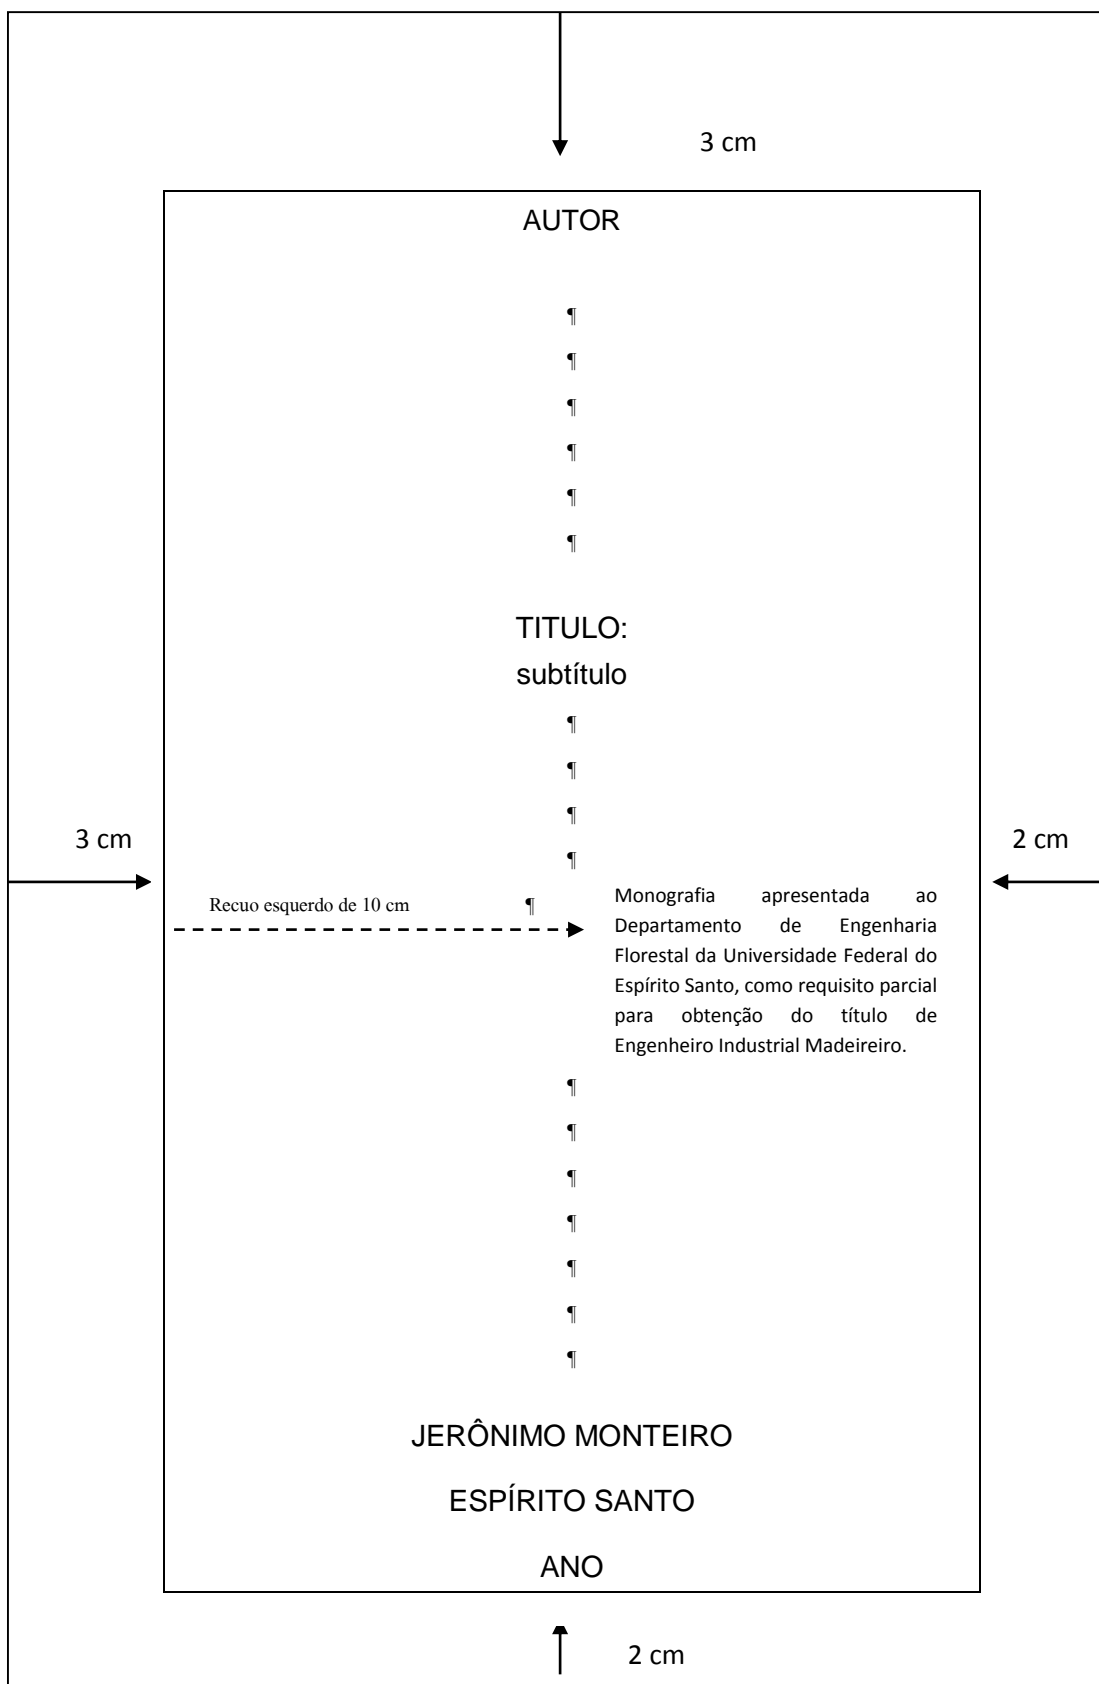 3 cm
AUTOR
¶
¶
¶
¶
¶
¶
TITULO:
subtítulo
¶
¶
¶
¶
3 cm
2 cm
Recuo esquerdo de 10 cm ¶
Monografia apresentada ao
Departamento de Engenharia
Florestal da Universidade Federal do
Espírito Santo, como requisito parcial
para obtenção do título de
Engenheiro Industrial Madeireiro.
¶
¶
¶
¶
¶
¶
¶
JERÔNIMO MONTEIRO
ESPÍRITO SANTO
ANO
2 cm